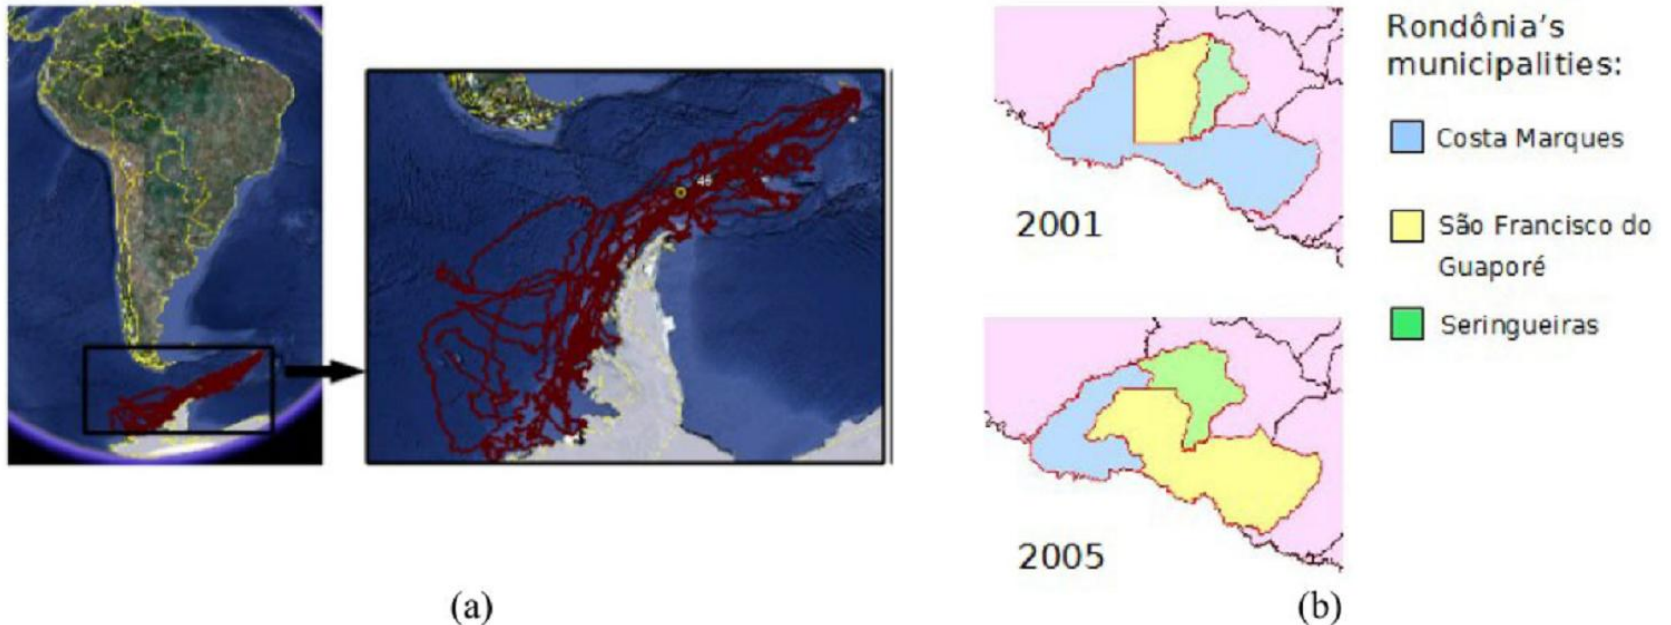 46
(a)
2001
2005
Rondônia's
municipalities:
Costa Marques
São Francisco do
Guaporé
Seringueiras
(b)